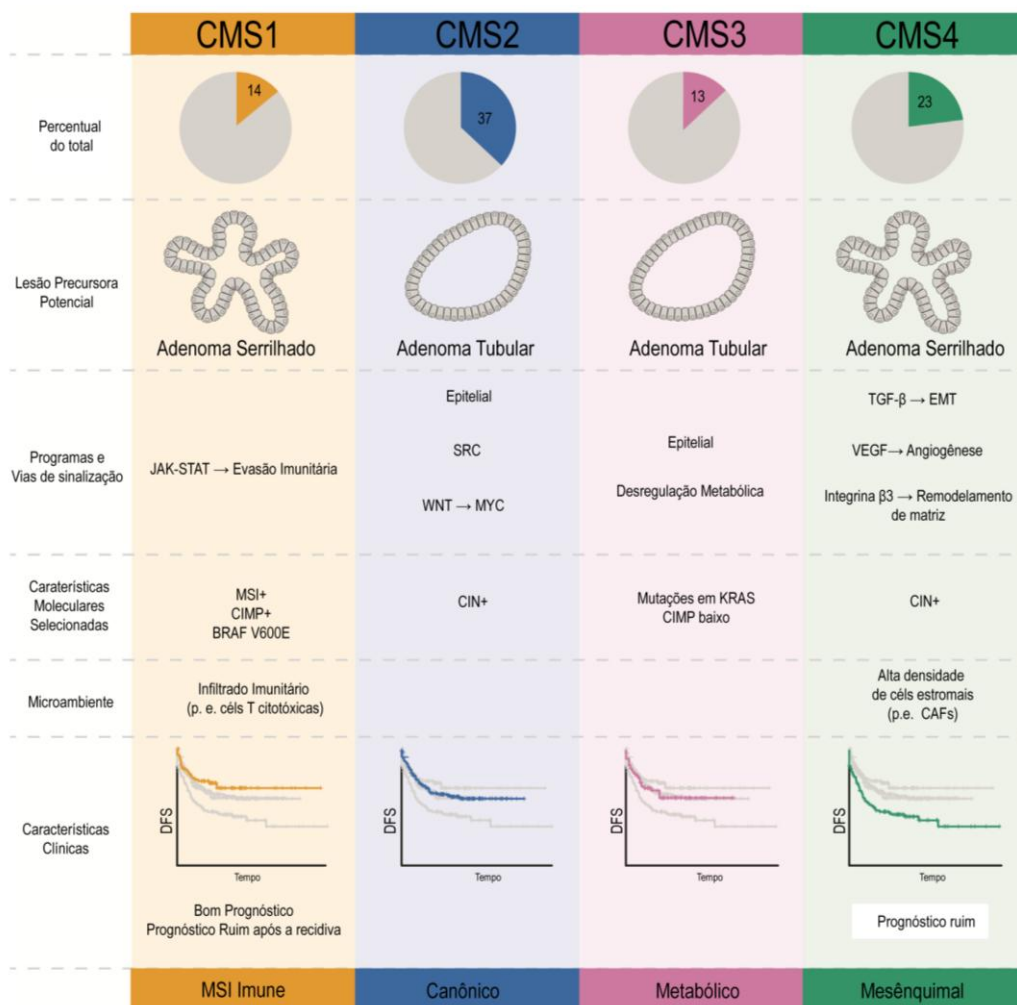 CMS1 CMS2 CMS3 CMS4
Percentual
do total
14 37 13 23
Lesão Precursora
Potencial
Adenoma Serrilhado Adenoma Tubular Adenoma Tubular Adenoma Serrilhado
Programas e
Vias de sinalização
JAK-STAT → Evasão Imunitária
Epitelial
SRC
WNT → MYC
Epitelial
Desregulação Metabólica
TGF-β → EMT
VEGF→ Angiogênese
Integrina β3 → Remodelamento
de matriz
Caraterísticas
Moleculares
Selecionadas
MSI+
CIMP+
BRAF V600E
CIN+
Mutações em KRAS
CIMP baixo
CIN+
Microambiente
Infiltrado Imunitário
(p. e. céls T citotóxicas)
Alta densidade
de céls estromais
(p.e. CAFs)
Características
Clínicas
DFS
Tempo
DFS
Tempo
DFS
Tempo
DFS
Tempo
Bom Prognóstico
Prognóstico Ruim após a recidiva
Prognóstico ruim
MSI Imune Canônico Metabólico Mesênquimal